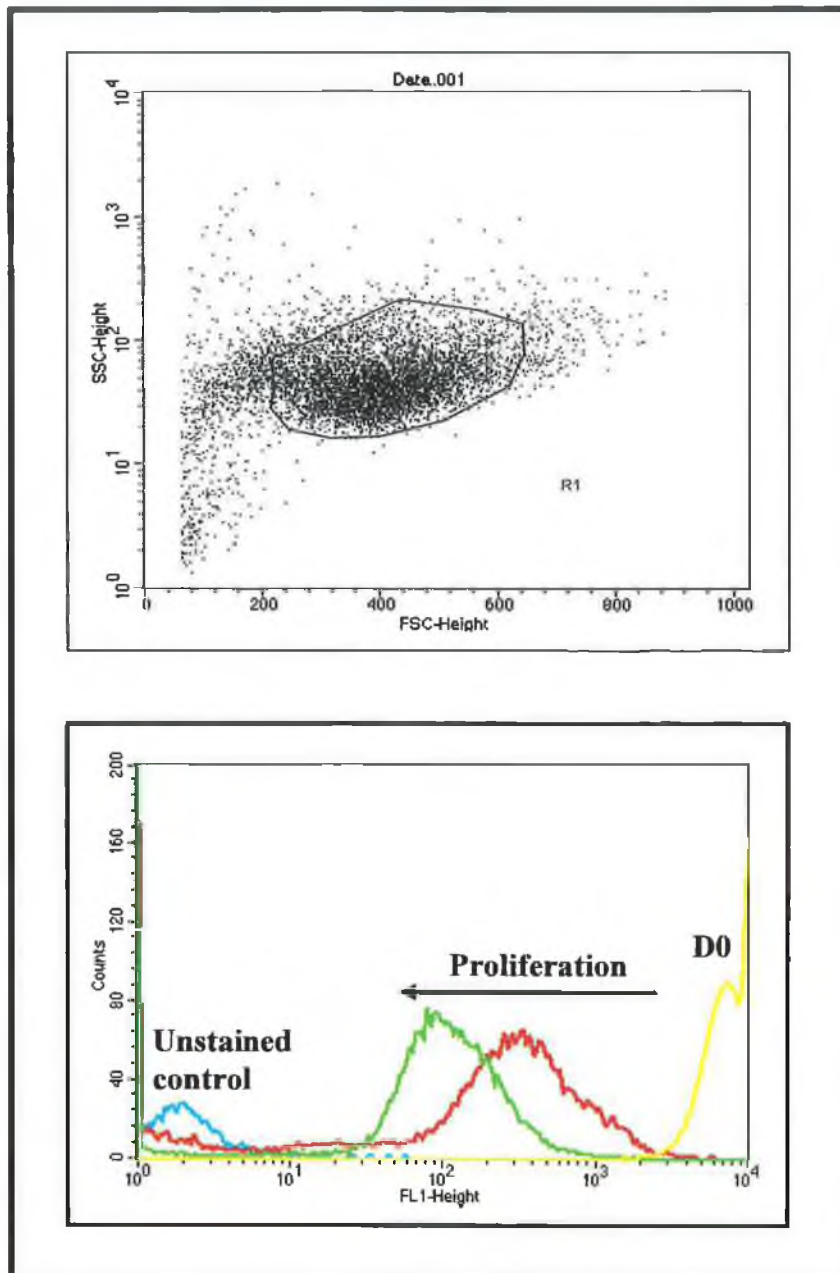 Data.001
10^4
10^3
10^2
10^1
10^0
SSC-Height
R1
0 200 400 600 800 1000
FSC-Height
200
160
120
80
40
0
Counts
D0
Proliferation
Unstained
control
10^0 10^1 10^2 10^3 10^4
FL1-Height